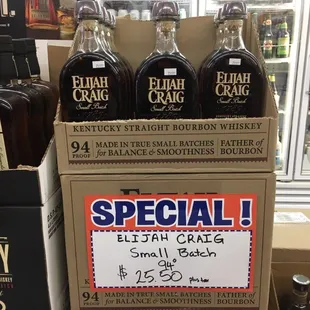 ELIJAH CRAIG
Small Batch
ELIJAH CRAIG
Small Batch
ELIJAH CRAIG
KENTUCKY STRAIGHT BOURBON WHISKEY
94 PROOF
MADE IN TRUE SMALL BATCHES
for BALANCE & SMOOTHNESS
FATHER of BOURBON
SPECIAL!
ELIJAH CRAIG
Small Batch
94°
$25.50 plus tax
94 PROOF
MADE IN TRUE SMALL BATCHES
for BALANCE & SMOOTHNESS
FATHER of BOURBON